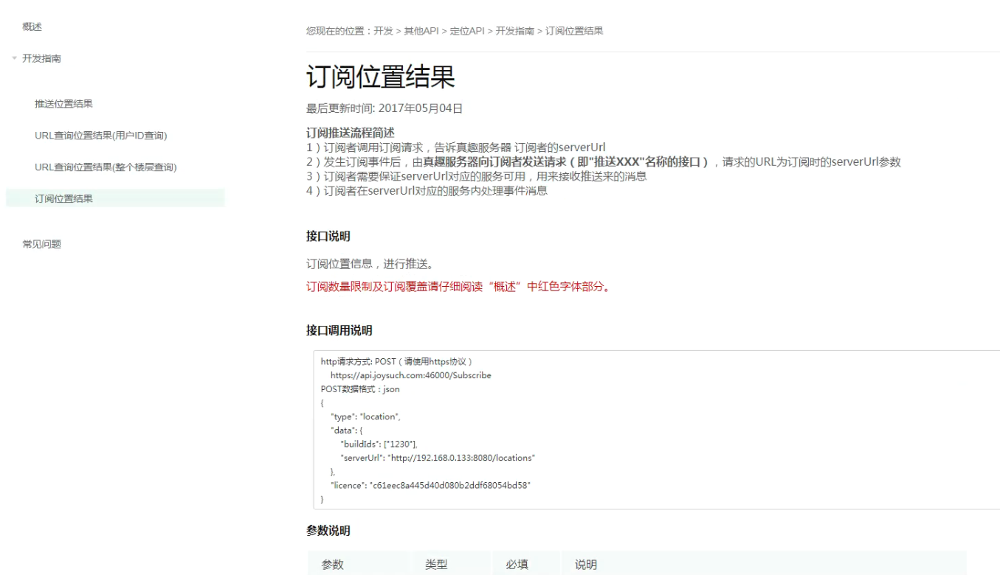 概述
开发指南
推送位置结果
URL查询位置结果(用户ID查询)
URL查询位置结果(整个楼层查询)
订阅位置结果
常见问题
您现在的位置：开发 > 其他API > 定位API > 开发指南 > 订阅位置结果
订阅位置结果
最后更新时间: 2017年05月04日
订阅推送流程简述
1）订阅者调用订阅请求，告诉真趣服务器 订阅者的serverUrl
2）发生订阅事件后，由真趣服务器向订阅者发送请求（即"推送XXX"名称的接口），请求的URL为订阅时的serverUrl参数
3）订阅者需要保证serverUrl对应的服务可用，用来接收推送来的消息
4）订阅者在serverUrl对应的服务内处理事件消息
接口说明
订阅位置信息，进行推送。
订阅数量限制及订阅覆盖请仔细阅读“概述”中红色字体部分。
接口调用说明
http请求方式: POST（请使用https协议）
https://api.joysuch.com:46000/Subscribe
POST数据格式：json
{
"type": "location",
"data": {
"buildIds": ["1230"],
"serverUrl": "http://192.168.0.133:8080/locations"
},
"licence": "c61eec8a445d40d080b2ddf68054bd58"
}
参数说明
参数 类型 必填 说明